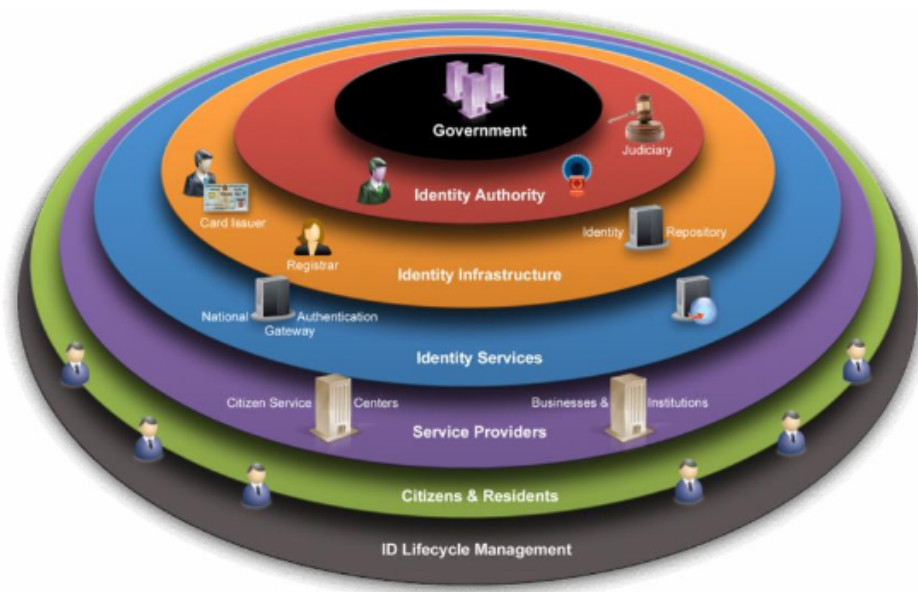 Government
Judiciary
Identity Authority
Card Issuer
Identity Repository
Registrar
Identity Infrastructure
National Authentication
Gateway
Identity Services
Citizen Service Centers
Businesses & Institutions
Service Providers
Citizens & Residents
ID Lifecycle Management